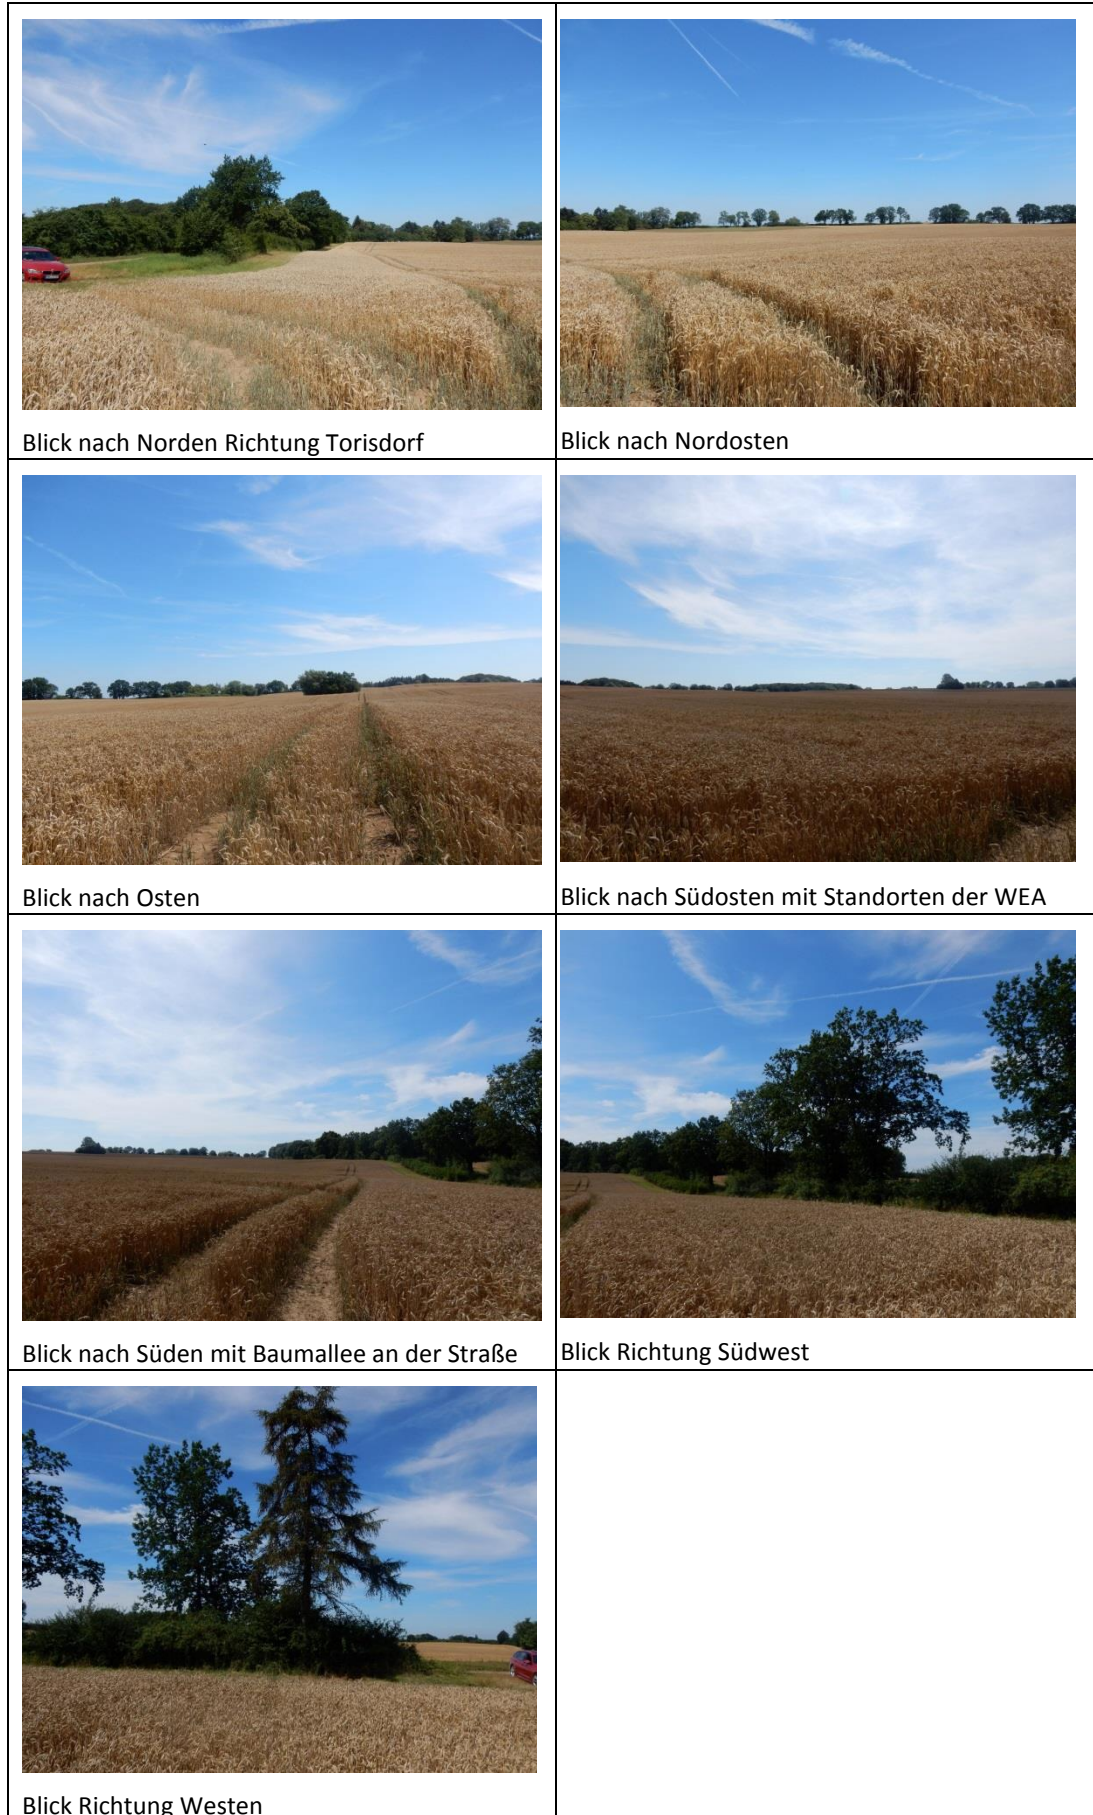 Blick nach Norden Richtung Torisdorf
Blick nach Nordosten
Blick nach Osten
Blick nach Südosten mit Standorten der WEA
Blick nach Süden mit Baumallee an der Straße
Blick Richtung Südwest
Blick Richtung Westen